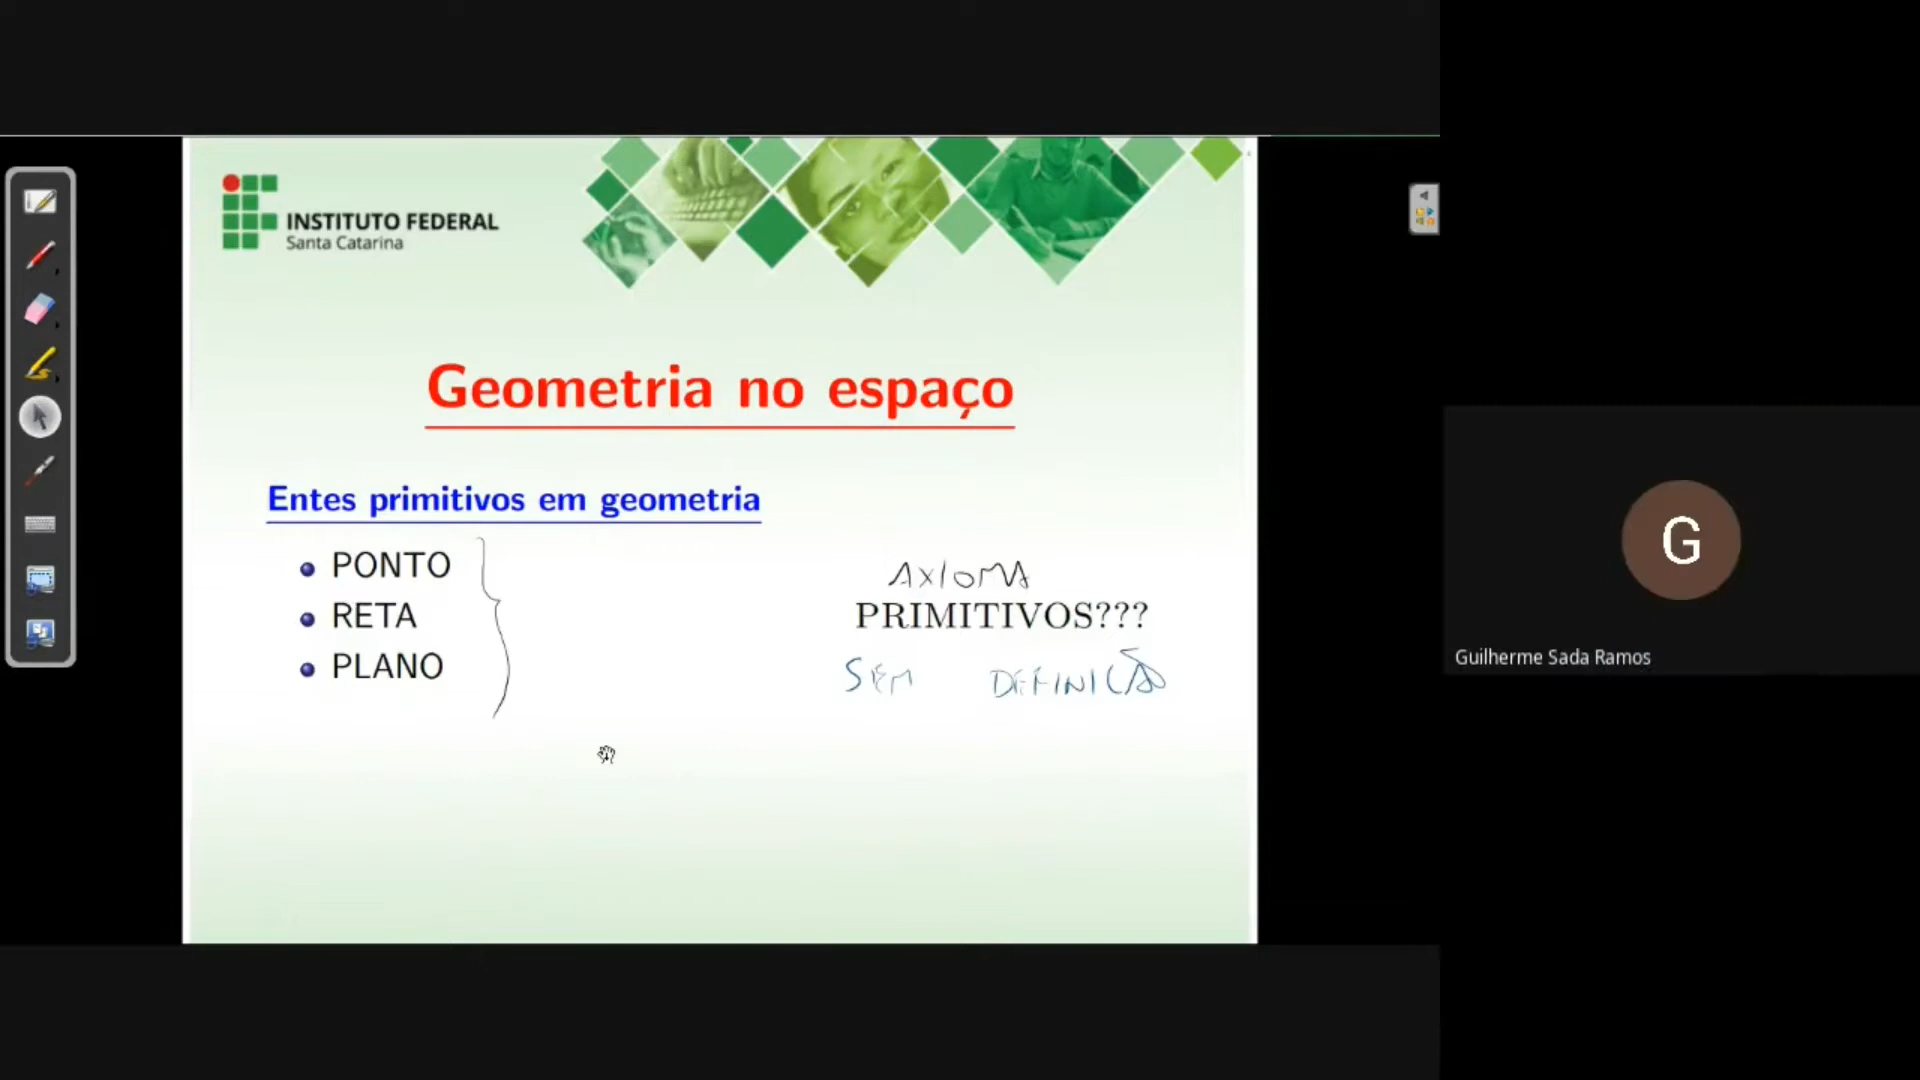 INSTITUTO FEDERAL
Santa Catarina
Geometria no espaço
Entes primitivos em geometria
PONTO
RETA
PLANO
AXIOMA
PRIMITIVOS???
SEM DEFINIÇÃO
G
Guilherme Sada Ramos